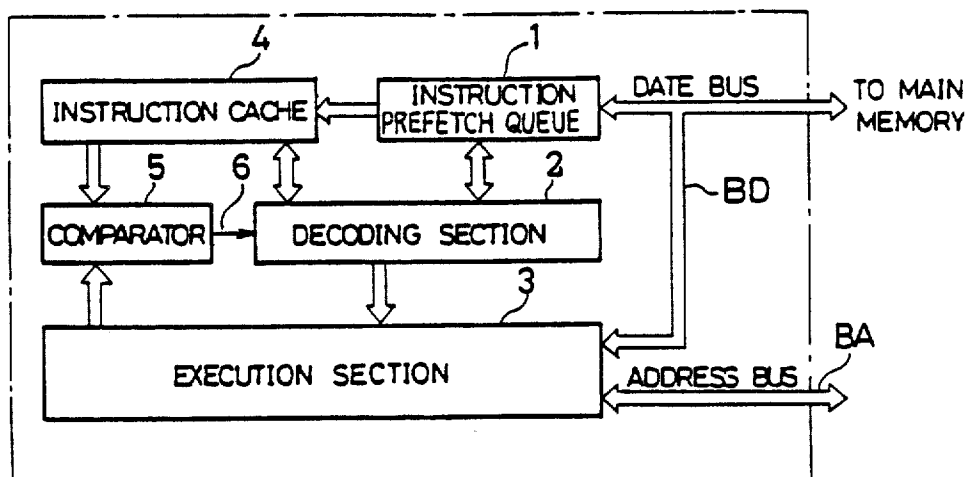 4
1
INSTRUCTION CACHE
INSTRUCTION
PREFETCH QUEUE
DATE BUS
TO MAIN
MEMORY
5
6
2
BD
COMPARATOR
DECODING SECTION
3
EXECUTION SECTION
BA
ADDRESS BUS